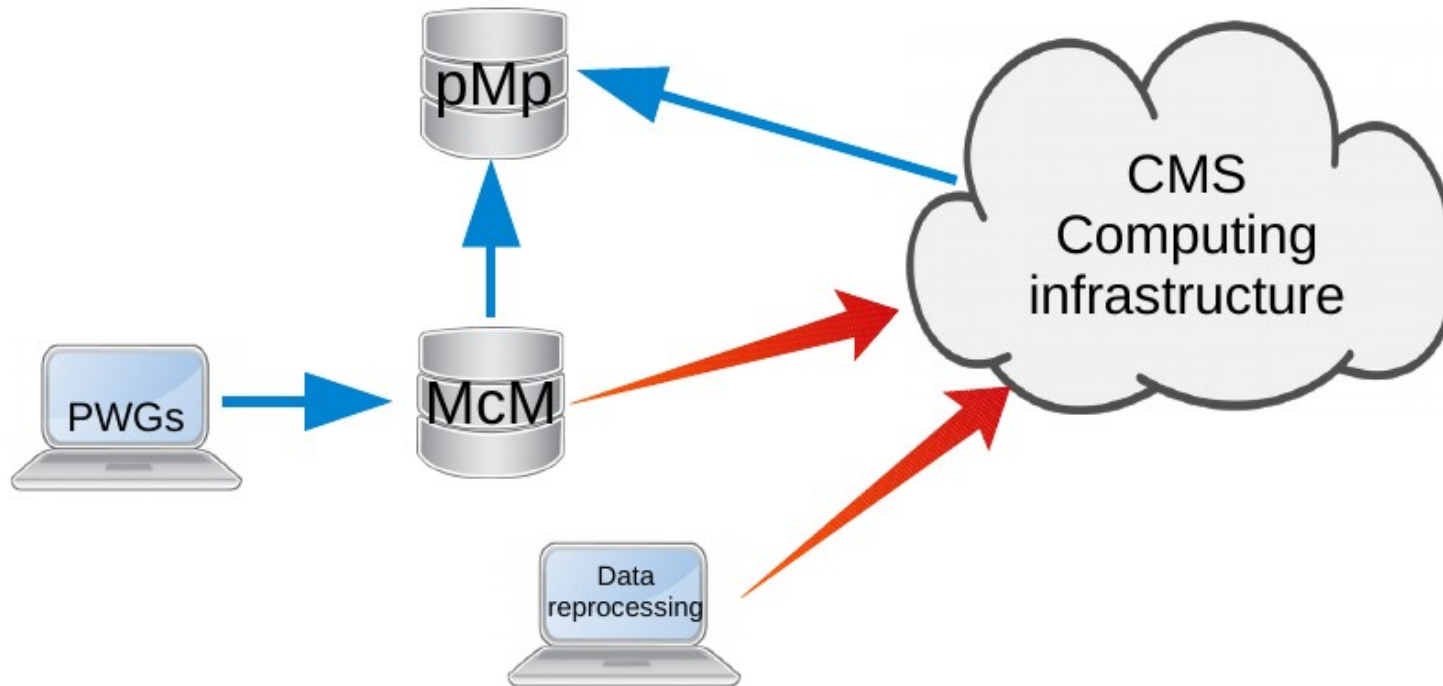 pMp
CMS
Computing
infrastructure
McM
PWGs
Data
reprocessing